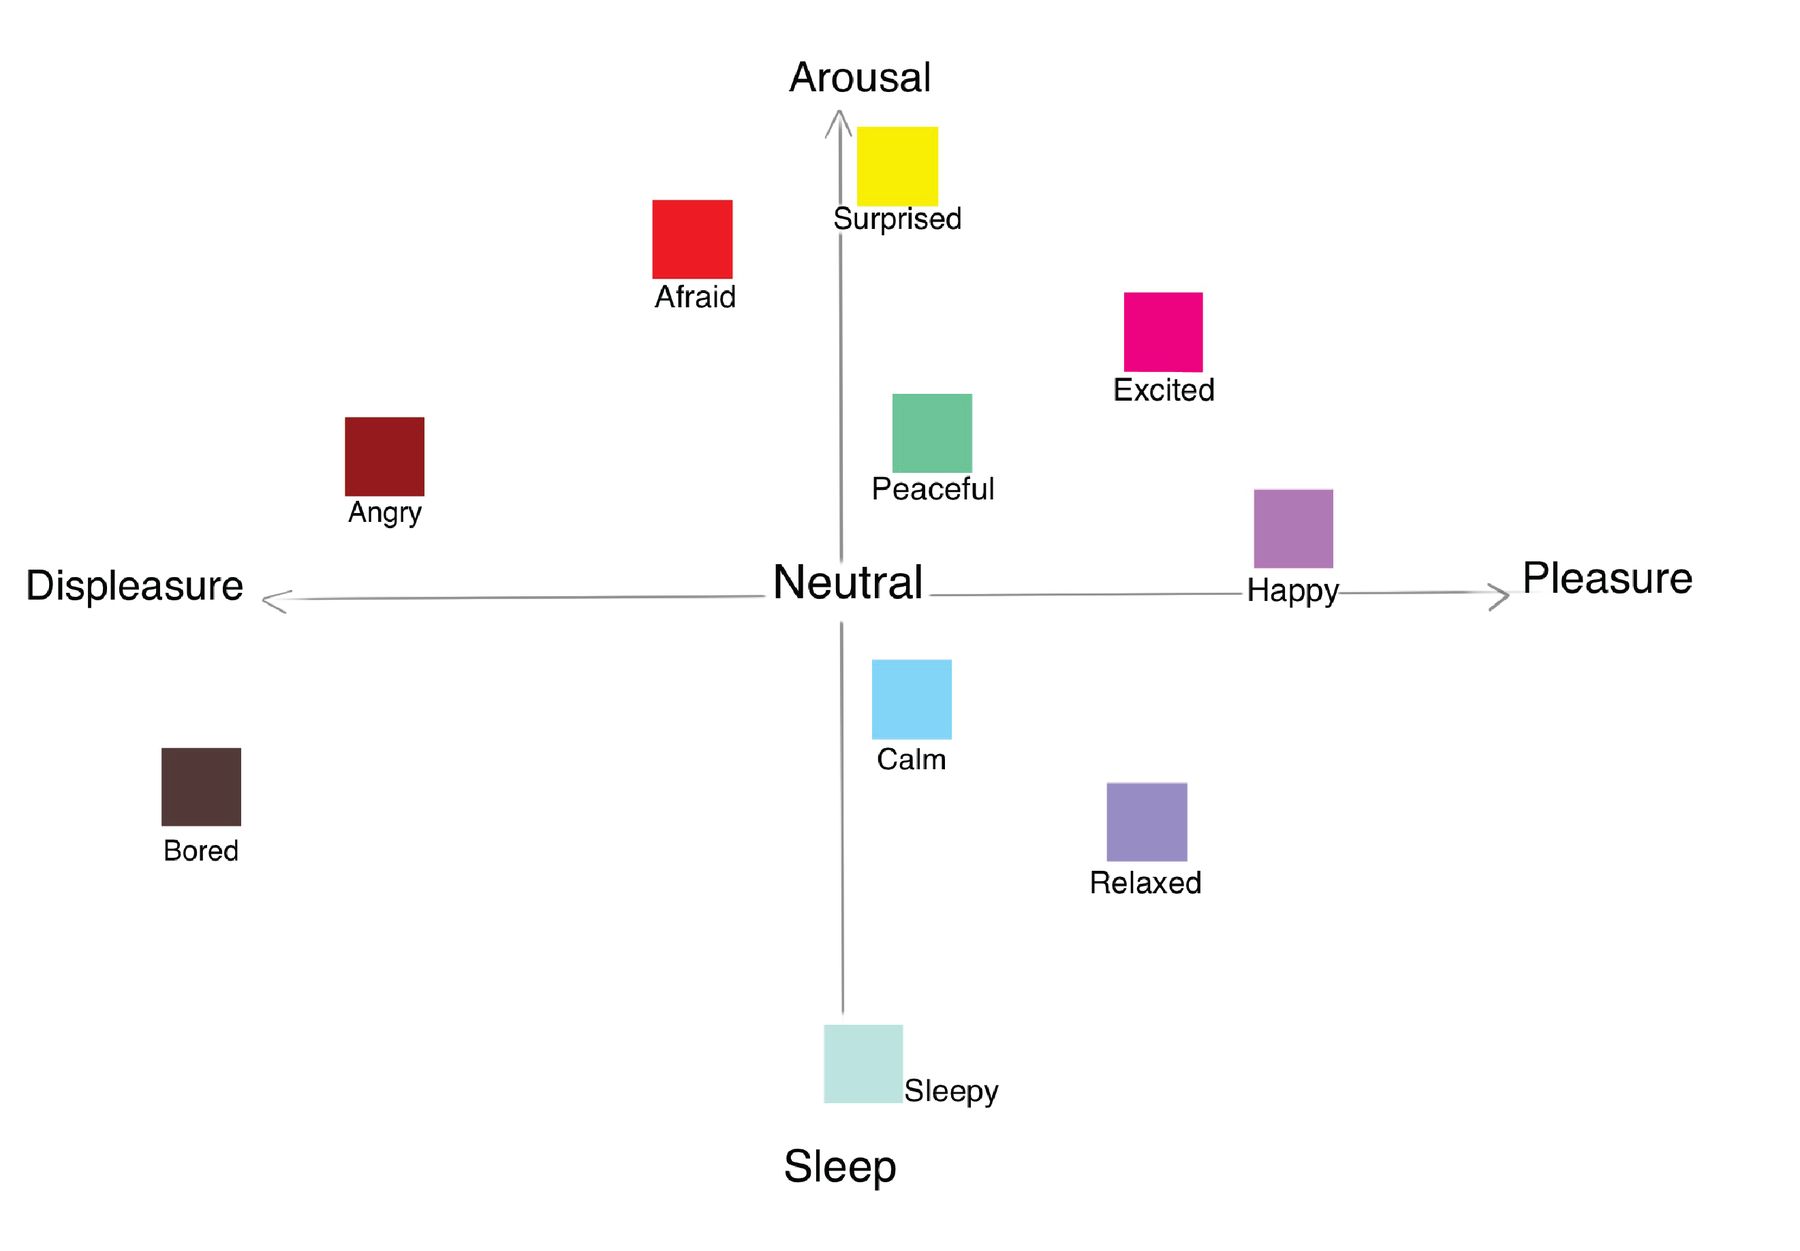 Arousal
Surprised
Afraid
Excited
Peaceful
Angry
Displeasure
Neutral
Happy
Pleasure
Calm
Bored
Relaxed
Sleepy
Sleep